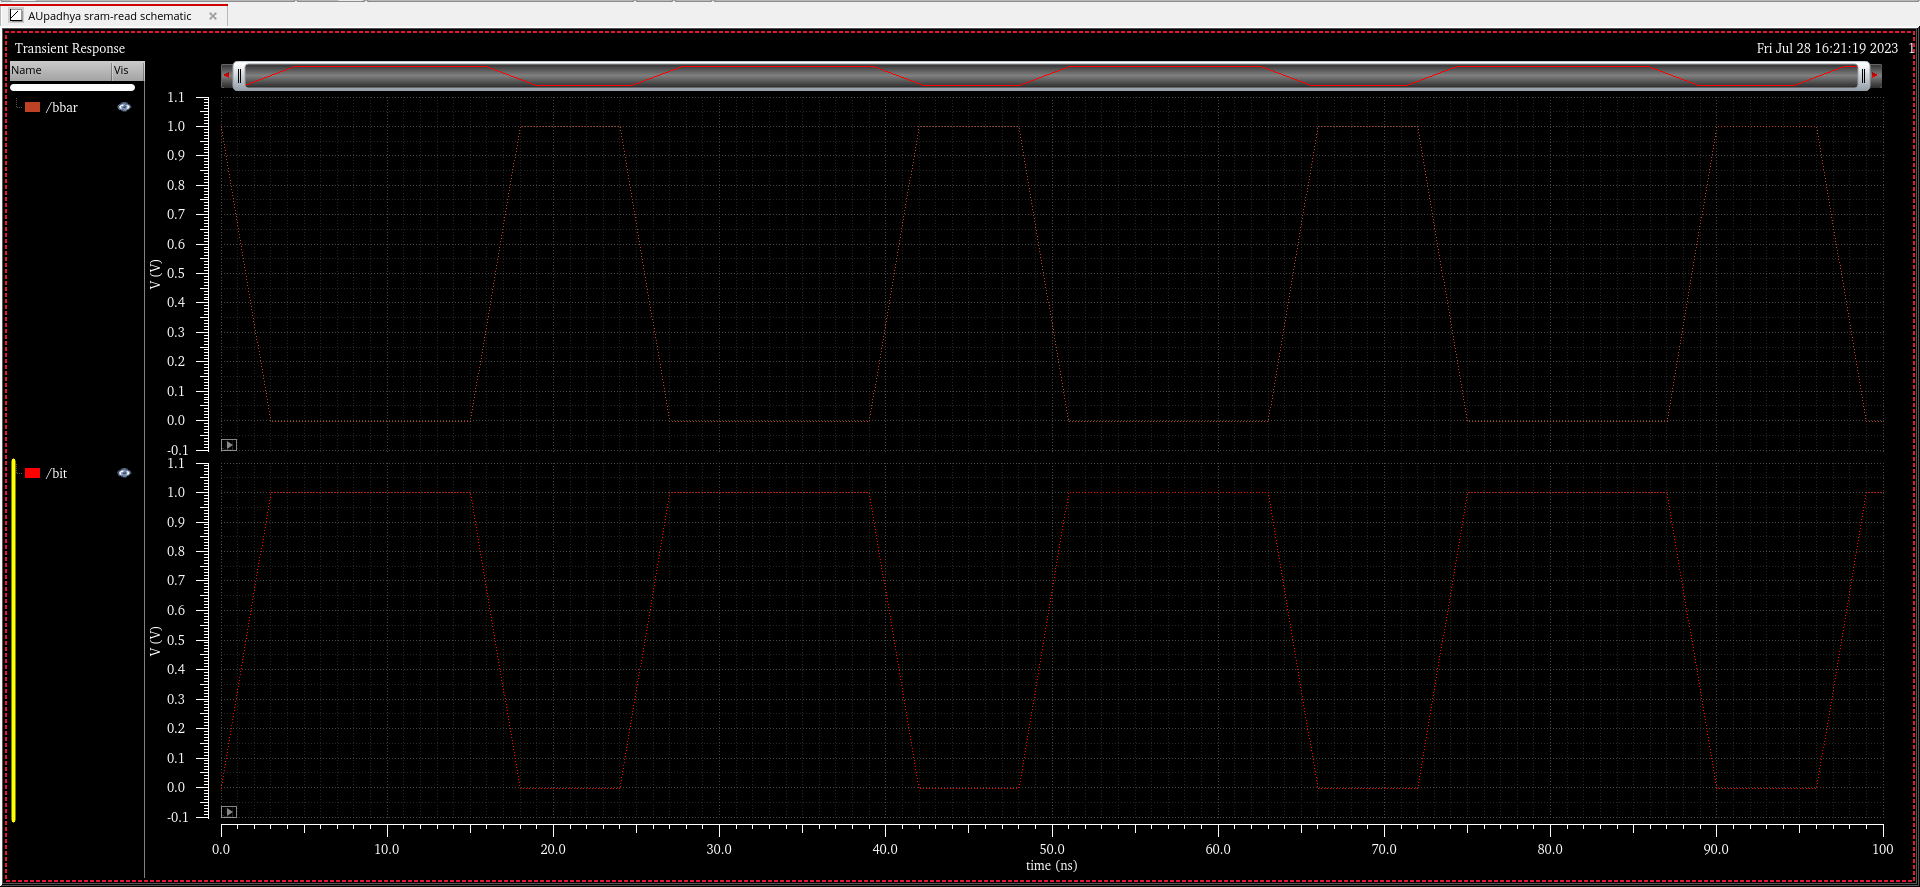 AUpadhya sram-read schematic
Transient Response
Fri Jul 28 16:21:19 2023 1
Name Vis
/bbar
1.1
1.0
0.9
0.8
0.7
0.6
0.5
0.4
0.3
0.2
0.1
0.0
-0.1
V (V)
/bit
1.1
1.0
0.9
0.8
0.7
0.6
0.5
0.4
0.3
0.2
0.1
0.0
-0.1
V (V)
0.0 10.0 20.0 30.0 40.0 50.0 60.0 70.0 80.0 90.0 100
time (ns)